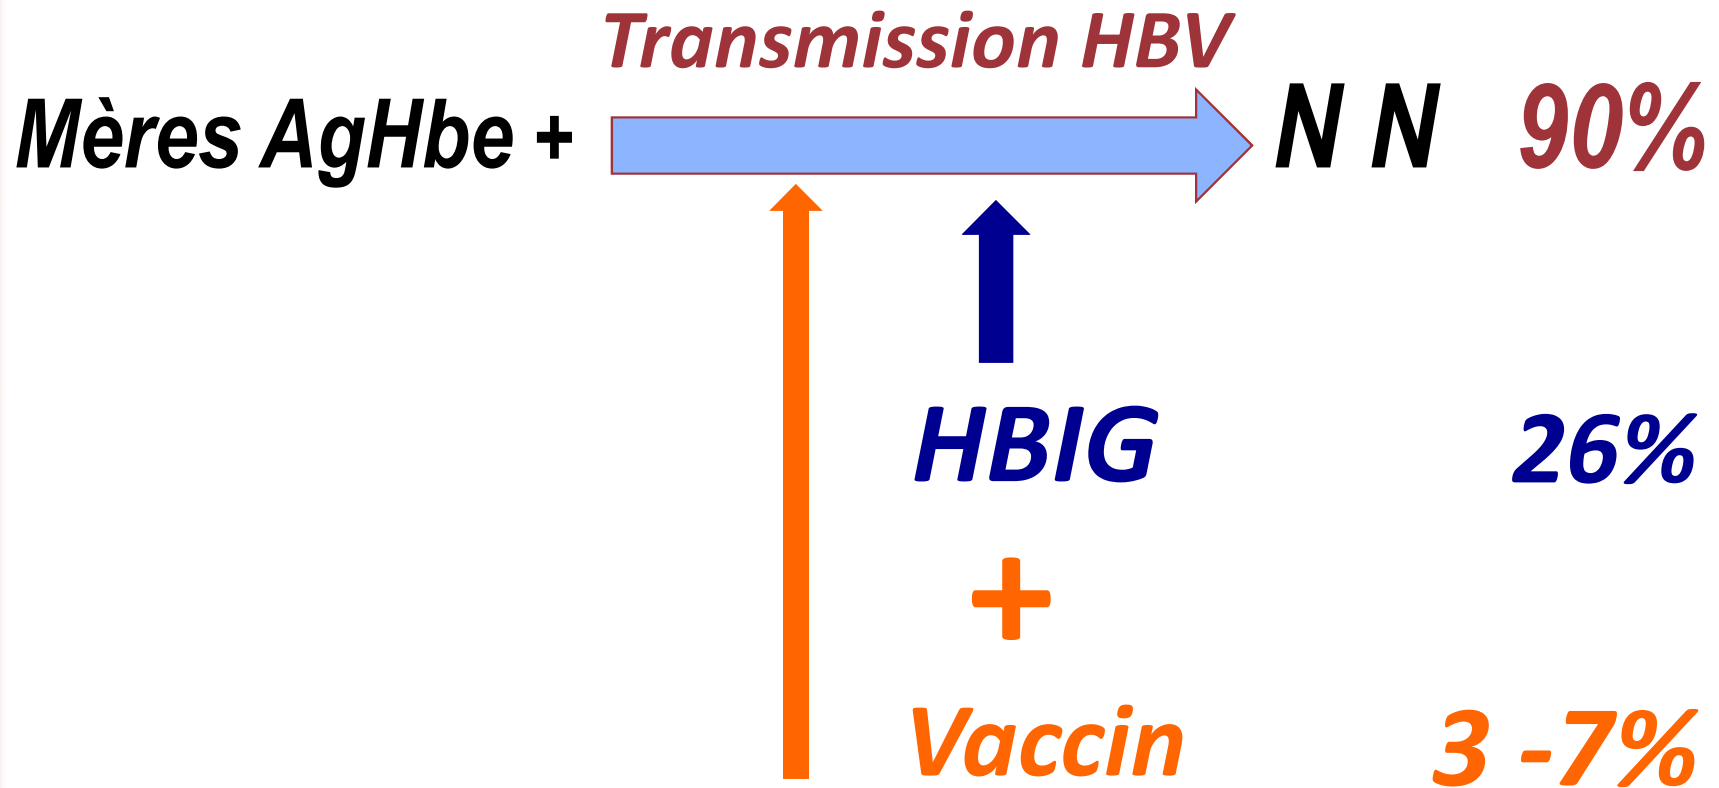 Transmission HBV
Mères AgHbe + N N 90%
HBIG 26%
+
Vaccin 3 -7%